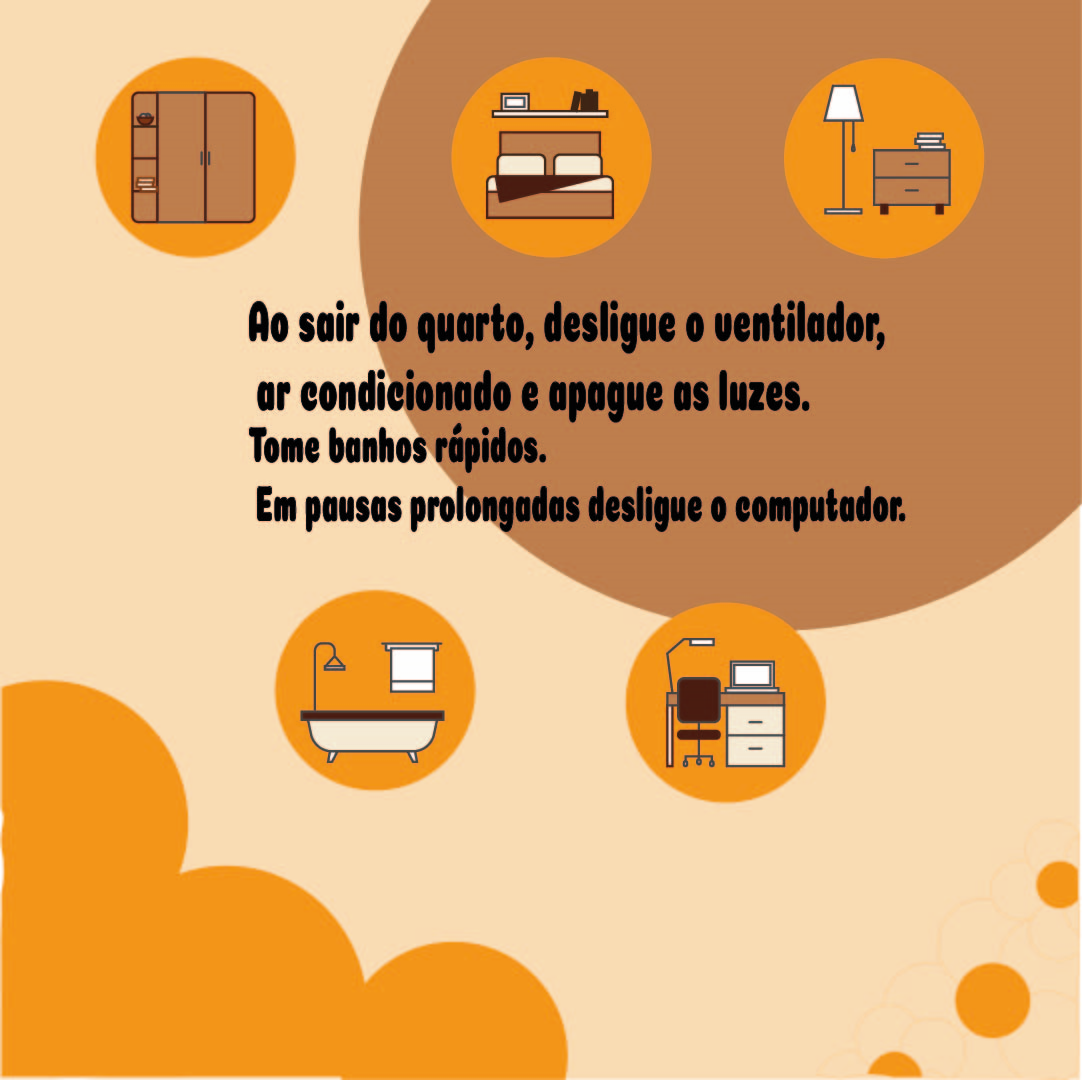 Ao sair do quarto, desligue o ventilador,
ar condicionado e apague as luzes.
Tome banhos rápidos.
Em pausas prolongadas desligue o computador.